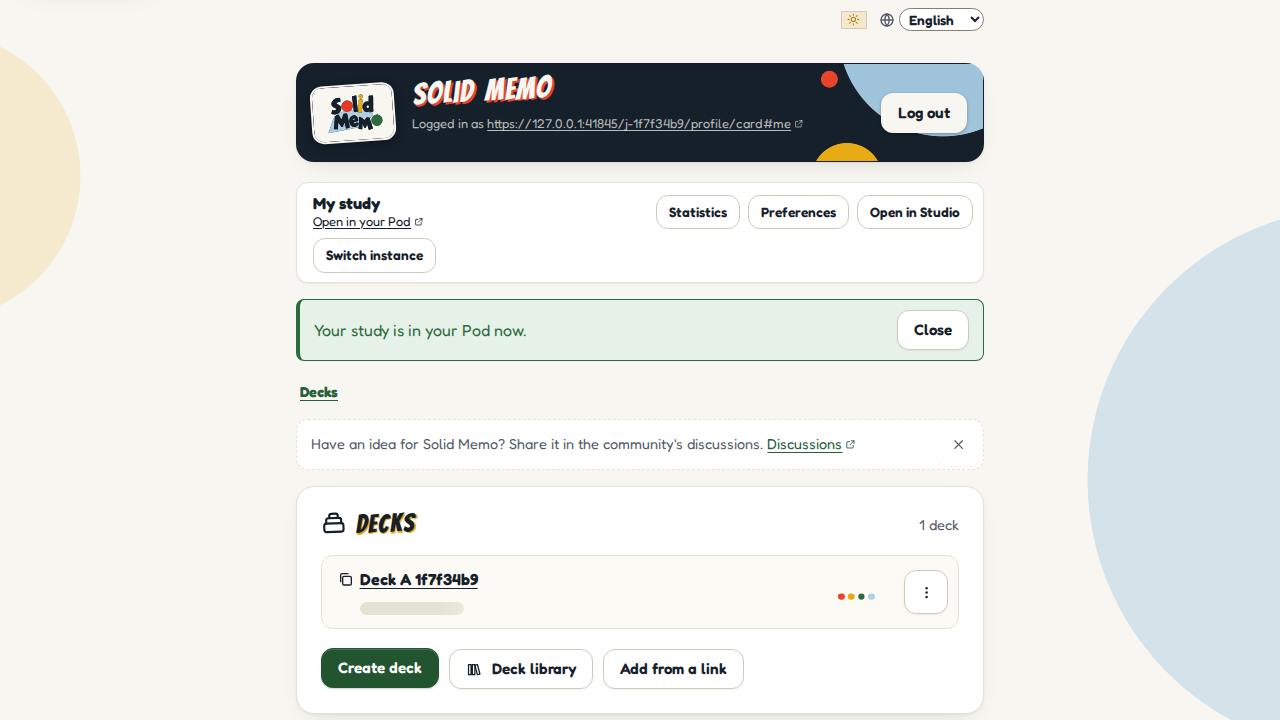 English
Solid Memo
SOLID MEMO
Logged in as https://127.0.0.1:41845/j-1f7f34b9/profile/card#me
Log out
My study
Open in your Pod
Statistics
Preferences
Open in Studio
Switch instance
Your study is in your Pod now.
Close
Decks
Have an idea for Solid Memo? Share it in the community's discussions. Discussions
DECKS
1 deck
Deck A 1f7f34b9
Create deck
Deck library
Add from a link